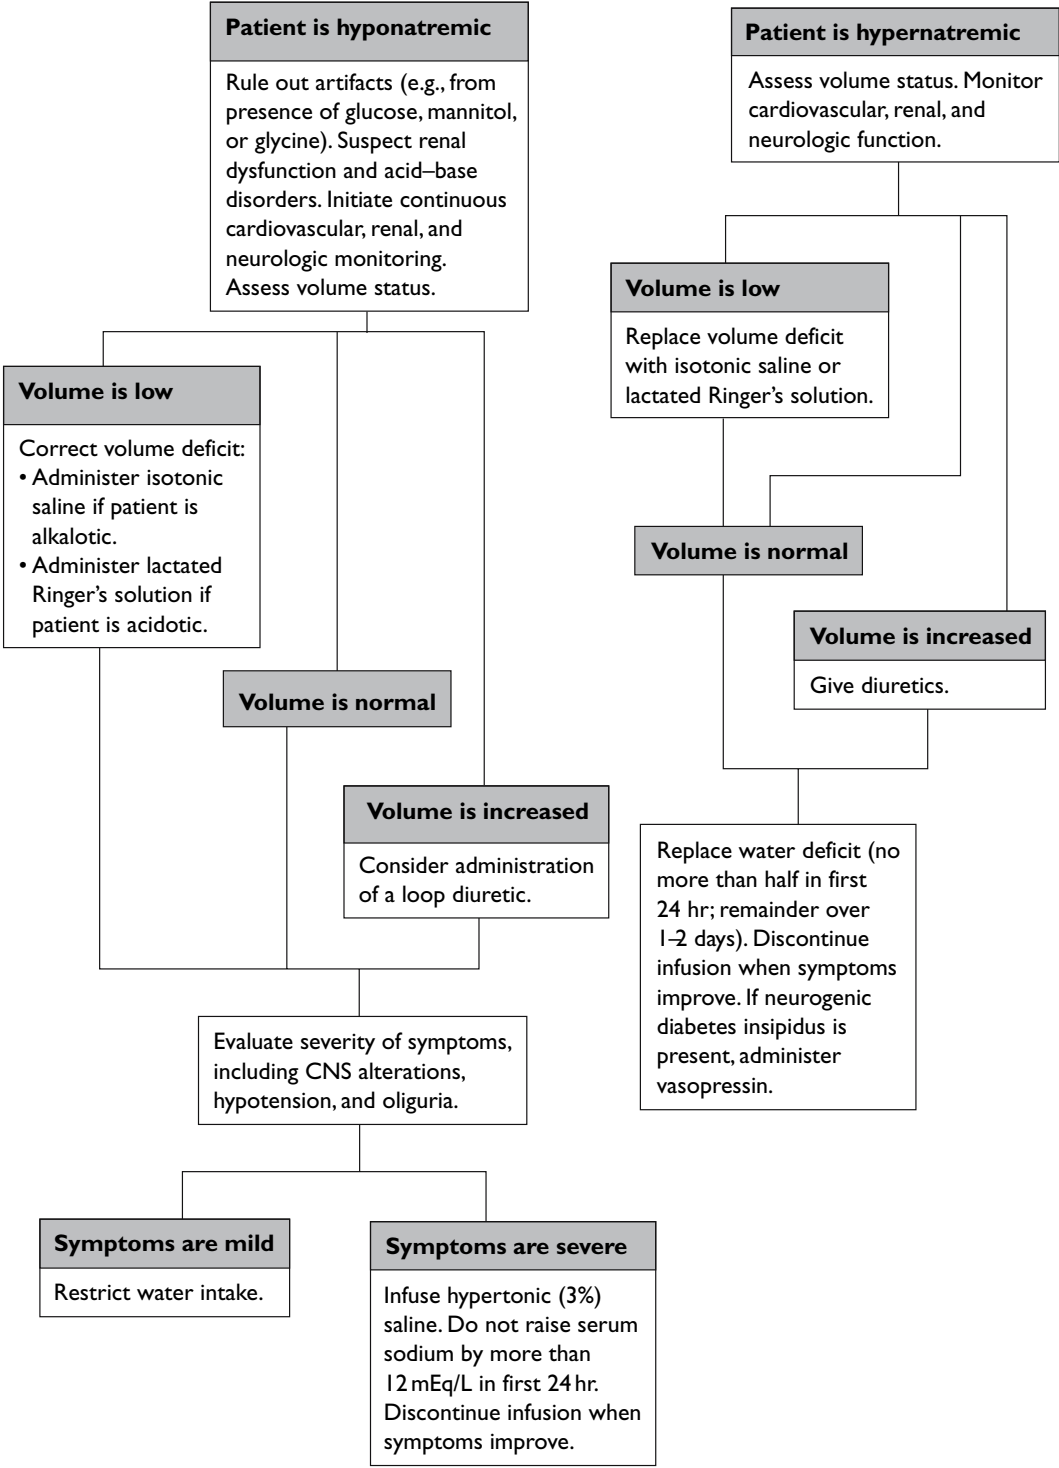 Patient is hyponatremic
Rule out artifacts (e.g., from
presence of glucose, mannitol,
or glycine). Suspect renal
dysfunction and acid–base
disorders. Initiate continuous
cardiovascular, renal, and
neurologic monitoring.
Assess volume status.
Volume is low
Correct volume deficit:
• Administer isotonic
saline if patient is
alkalotic.
• Administer lactated
Ringer's solution if
patient is acidotic.
Volume is normal
Volume is increased
Consider administration
of a loop diuretic.
Evaluate severity of symptoms,
including CNS alterations,
hypotension, and oliguria.
Symptoms are mild
Restrict water intake.
Symptoms are severe
Infuse hypertonic (3%)
saline. Do not raise serum
sodium by more than
12 mEq/L in first 24 hr.
Discontinue infusion when
symptoms improve.
Patient is hypernatremic
Assess volume status. Monitor
cardiovascular, renal, and
neurologic function.
Volume is low
Replace volume deficit
with isotonic saline or
lactated Ringer's solution.
Volume is normal
Volume is increased
Give diuretics.
Replace water deficit (no
more than half in first
24 hr; remainder over
1–2 days). Discontinue
infusion when symptoms
improve. If neurogenic
diabetes insipidus is
present, administer
vasopressin.